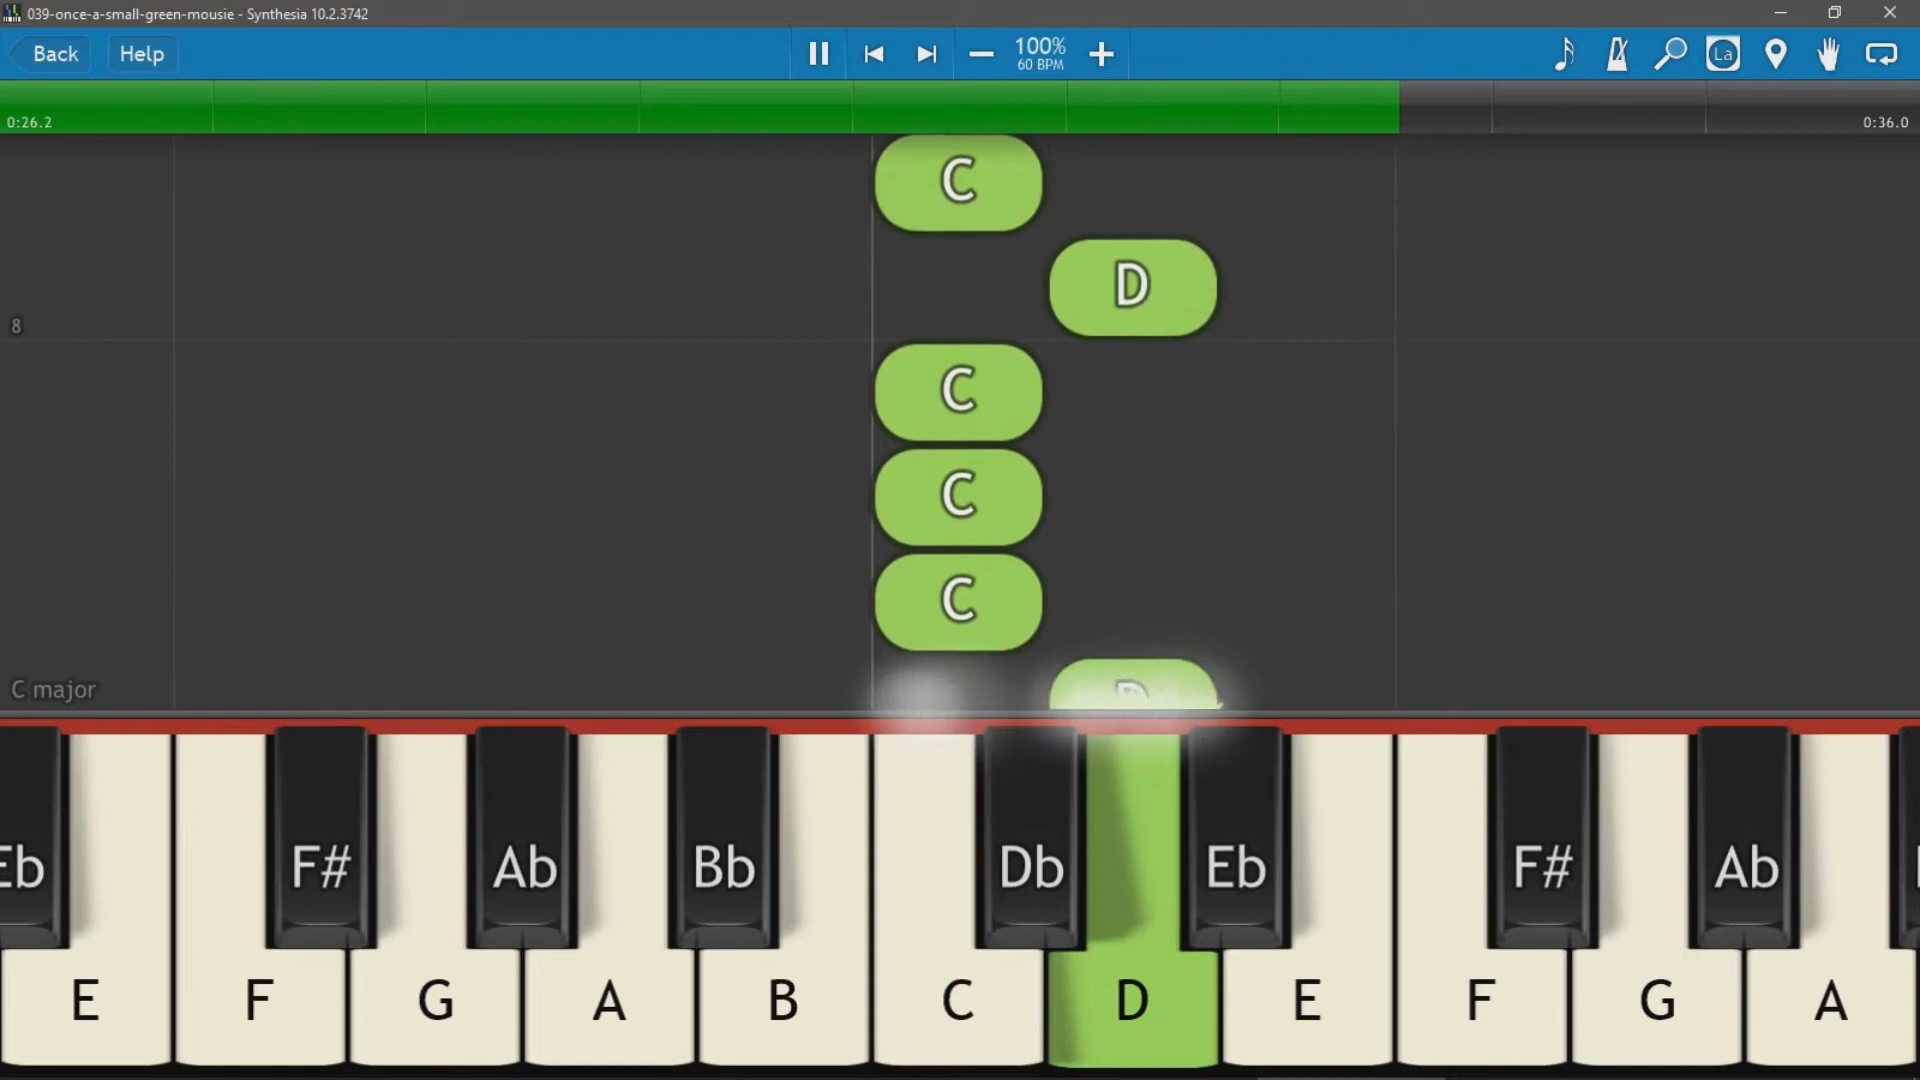 039-once-a-small-green-mousie - Synthesia 10.2.3742
Back
Help
100%
60 BPM
La
0:26.2
0:36.0
C
D
8
C
C
C
D
C major
Eb F# Ab Bb Db Eb F# Ab
E F G A B C D E F G A